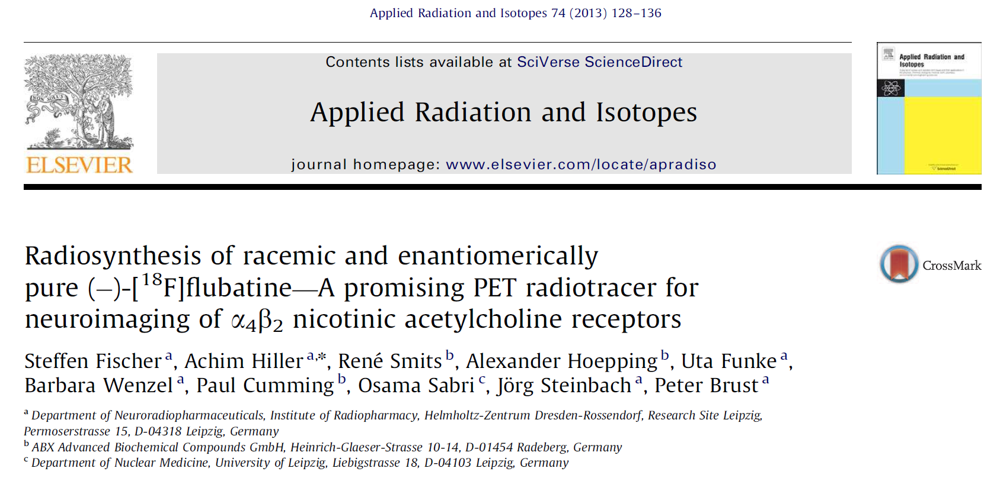 Applied Radiation and Isotopes 74 (2013) 128–136
Contents lists available at SciVerse ScienceDirect
Applied Radiation and Isotopes
journal homepage: www.elsevier.com/locate/apradiso
NON SOLUS
ELSEVIER
Applied Radiation and
Isotopes
ScienceDirect
Radiosynthesis of racemic and enantiomerically
pure (−)-[¹⁸F]flubatine—A promising PET radiotracer for
neuroimaging of α₄β₂ nicotinic acetylcholine receptors
CrossMark
Steffen Fischer ᵃ, Achim Hiller ᵃ,*, René Smits ᵇ, Alexander Hoepping ᵇ, Uta Funke ᵃ,
Barbara Wenzel ᵃ, Paul Cumming ᵇ, Osama Sabri ᶜ, Jörg Steinbach ᵃ, Peter Brust ᵃ
ᵃ Department of Neuroradiopharmaceuticals, Institute of Radiopharmacy, Helmholtz-Zentrum Dresden-Rossendorf, Research Site Leipzig,
Permoserstrasse 15, D-04318 Leipzig, Germany
ᵇ ABX Advanced Biochemical Compounds GmbH, Heinrich-Glaeser-Strasse 10-14, D-01454 Radeberg, Germany
ᶜ Department of Nuclear Medicine, University of Leipzig, Liebigstrasse 18, D-04103 Leipzig, Germany